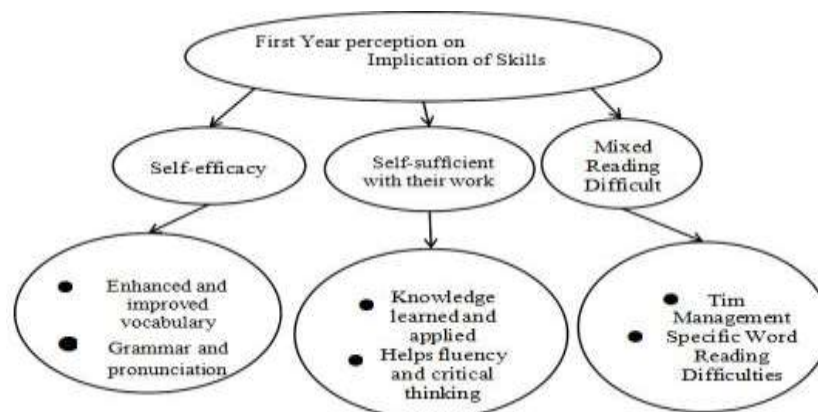 First Year perception on
Implication of Skills
Self-efficacy
Self-sufficient
with their work
Mixed
Reading
Difficult
Enhanced and
improved
vocabulary
Grammar and
pronunciation
Knowledge
learned and
applied
Helps fluency
and critical
thinking
Tim
Management
Specific Word
Reading
Difficulties